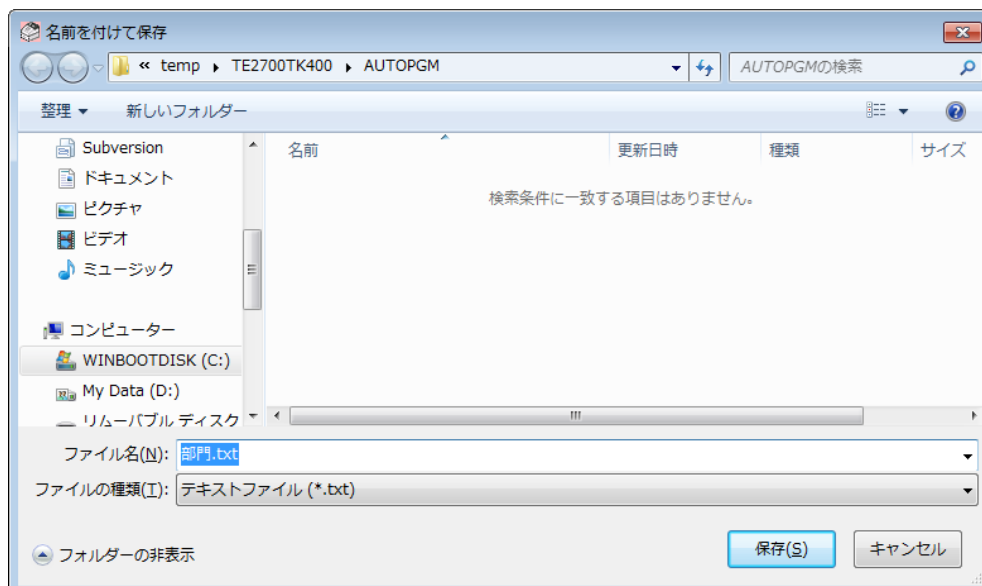 名前を付けて保存
« temp ▸ TE2700TK400 ▸ AUTOPGM
AUTOPGMの検索
整理 ▼ 新しいフォルダー
名前 更新日時 種類 サイズ
検索条件に一致する項目はありません。
Subversion
ドキュメント
ピクチャ
ビデオ
ミュージック
コンピューター
WINBOOTDISK (C:)
My Data (D:)
リムーバブル ディスク
ファイル名(N): 部門.txt
ファイルの種類(T): テキストファイル (*.txt)
フォルダーの非表示
保存(S) キャンセル